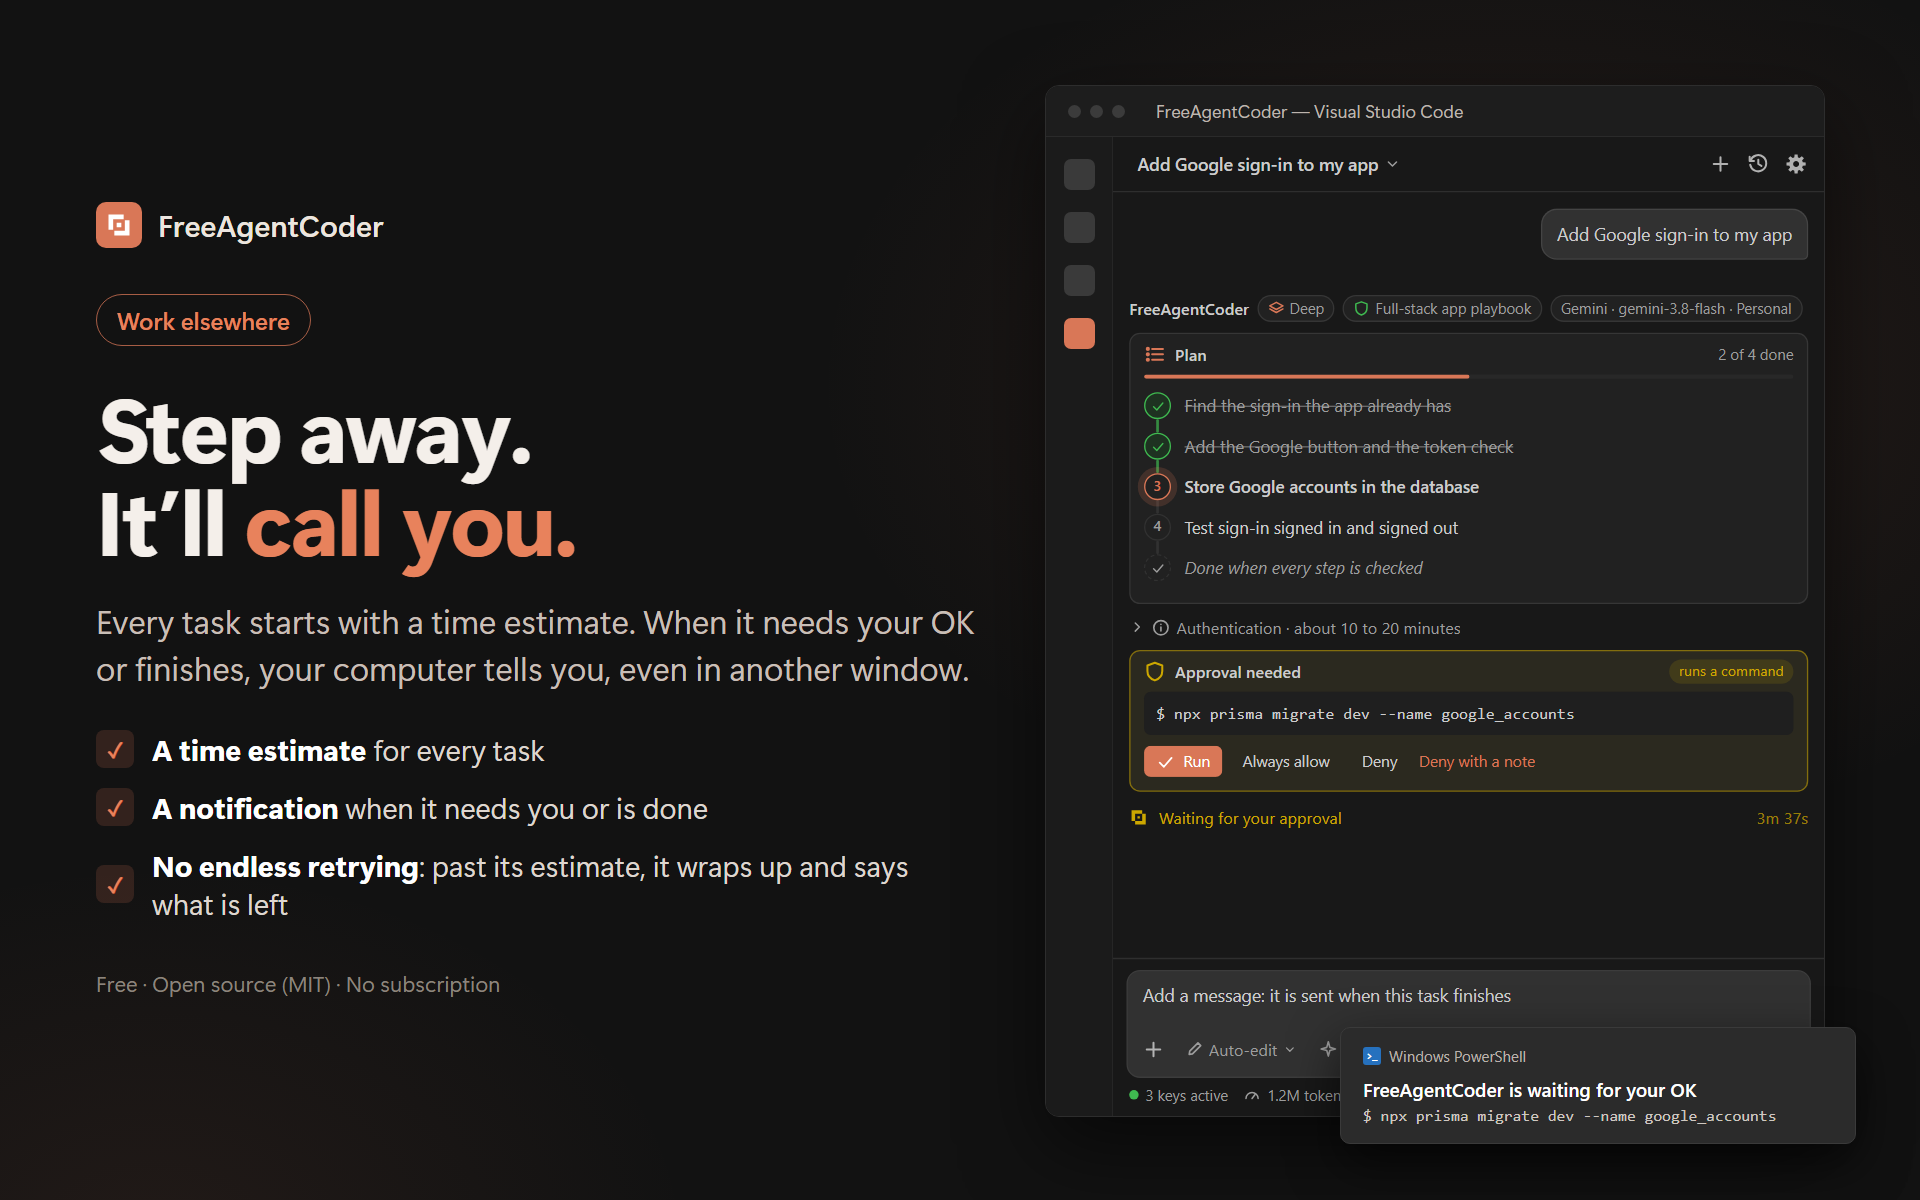 FreeAgentCoder
Work elsewhere
Step away.
It’ll call you.
Every task starts with a time estimate. When it needs your OK
or finishes, your computer tells you, even in another window.
A time estimate for every task
A notification when it needs you or is done
No endless retrying: past its estimate, it wraps up and says
what is left
Free · Open source (MIT) · No subscription
FreeAgentCoder — Visual Studio Code
Add Google sign-in to my app
Add Google sign-in to my app
FreeAgentCoder Deep Full-stack app playbook Gemini · gemini-3.8-flash · Personal
Plan 2 of 4 done
Find the sign-in the app already has
Add the Google button and the token check
3 Store Google accounts in the database
4 Test sign-in signed in and signed out
Done when every step is checked
Authentication · about 10 to 20 minutes
Approval needed runs a command
$ npx prisma migrate dev --name google_accounts
Run Always allow Deny Deny with a note
Waiting for your approval 3m 37s
Add a message: it is sent when this task finishes
Auto-edit
3 keys active 1.2M token
Windows PowerShell
FreeAgentCoder is waiting for your OK
$ npx prisma migrate dev --name google_accounts